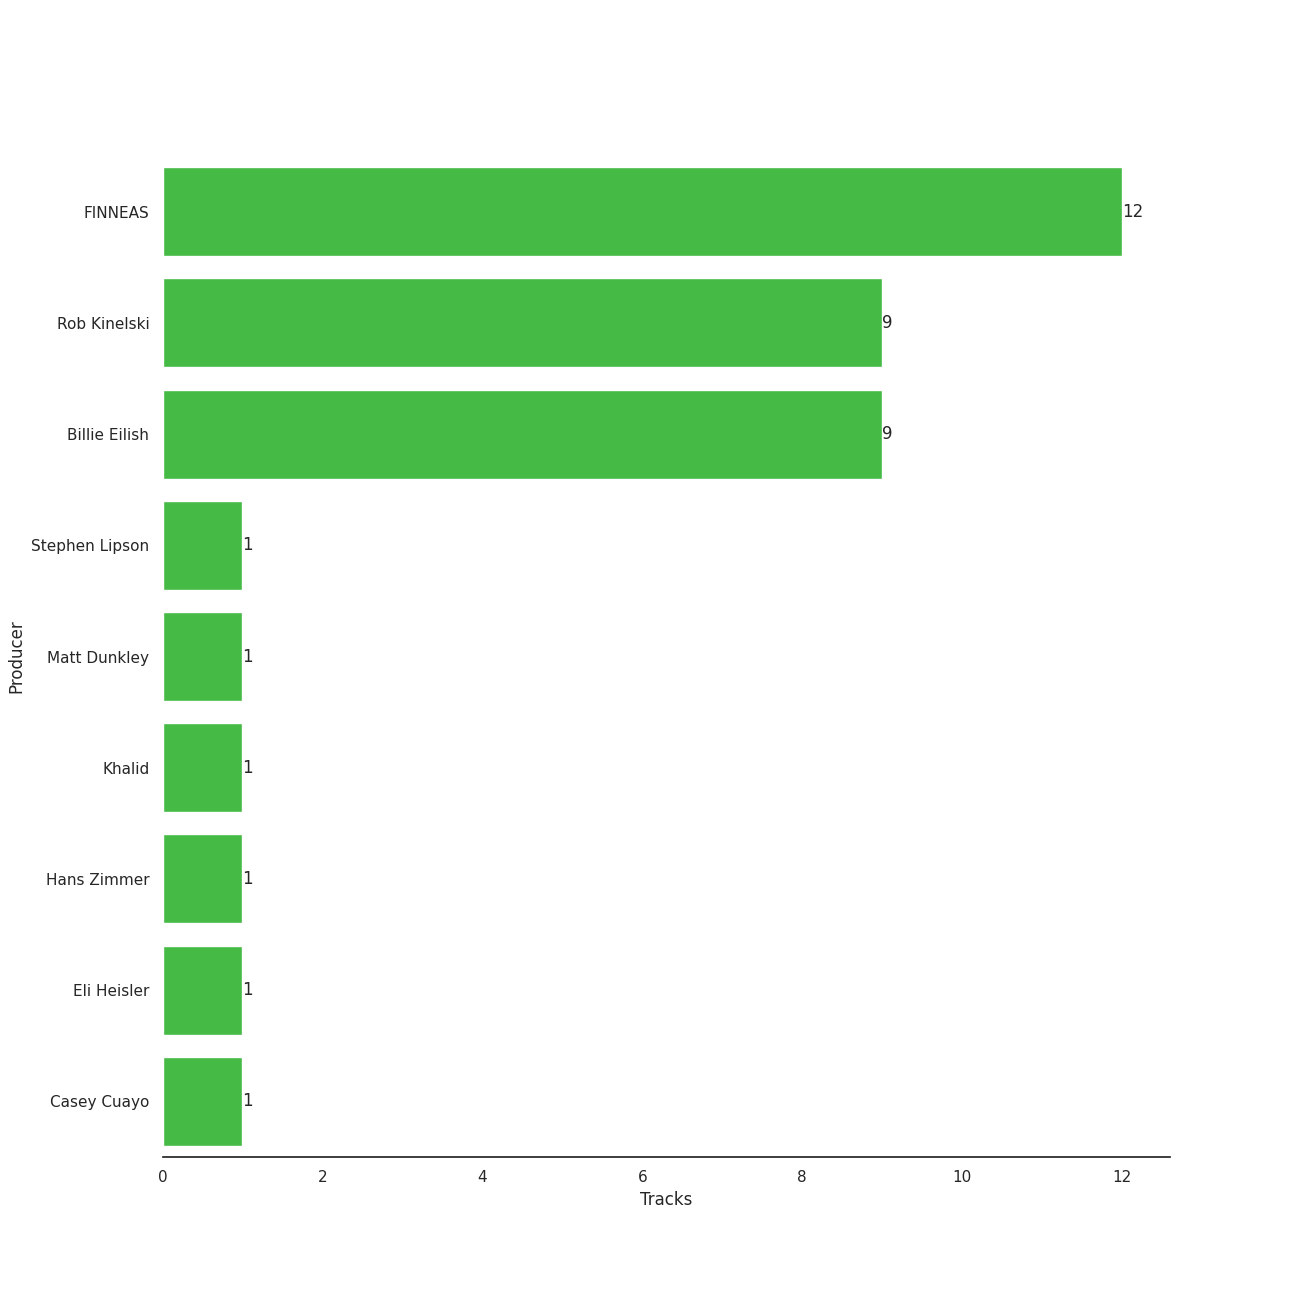 FINNEAS 12
Rob Kinelski 9
Billie Eilish 9
Stephen Lipson 1
Matt Dunkley 1
Khalid 1
Hans Zimmer 1
Eli Heisler 1
Casey Cuayo 1
Producer
0 2 4 6 8 10 12
Tracks